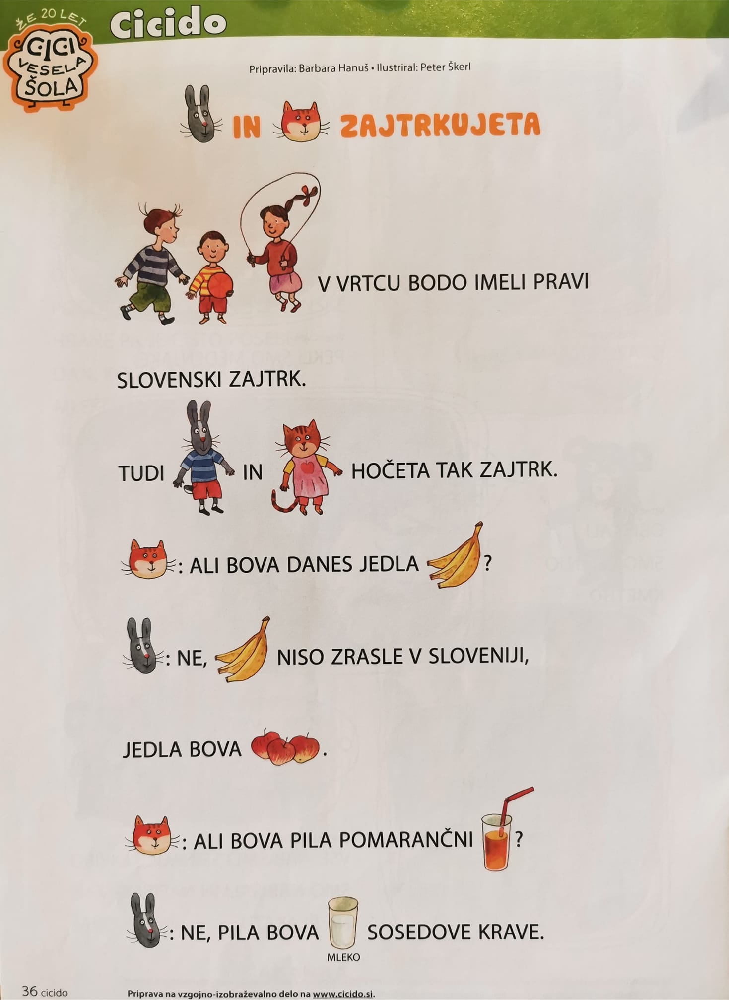 ŽE 20 LET
CICI
VESELA
ŠOLA
Cicido
Pripravila: Barbara Hanuš • Ilustriral: Peter Škerl
IN ZAJTRKUJETA
V VRTCU BODO IMELI PRAVI
SLOVENSKI ZAJTRK.
TUDI IN HOČETA TAK ZAJTRK.
: ALI BOVA DANES JEDLA ?
: NE, NISO ZRASLE V SLOVENIJI,
JEDLA BOVA .
: ALI BOVA PILA POMARANČNI ?
: NE, PILA BOVA SOSEDOVE KRAVE.
MLEKO
36 cicido
Priprava na vzgojno-izobraževalno delo na www.cicido.si.